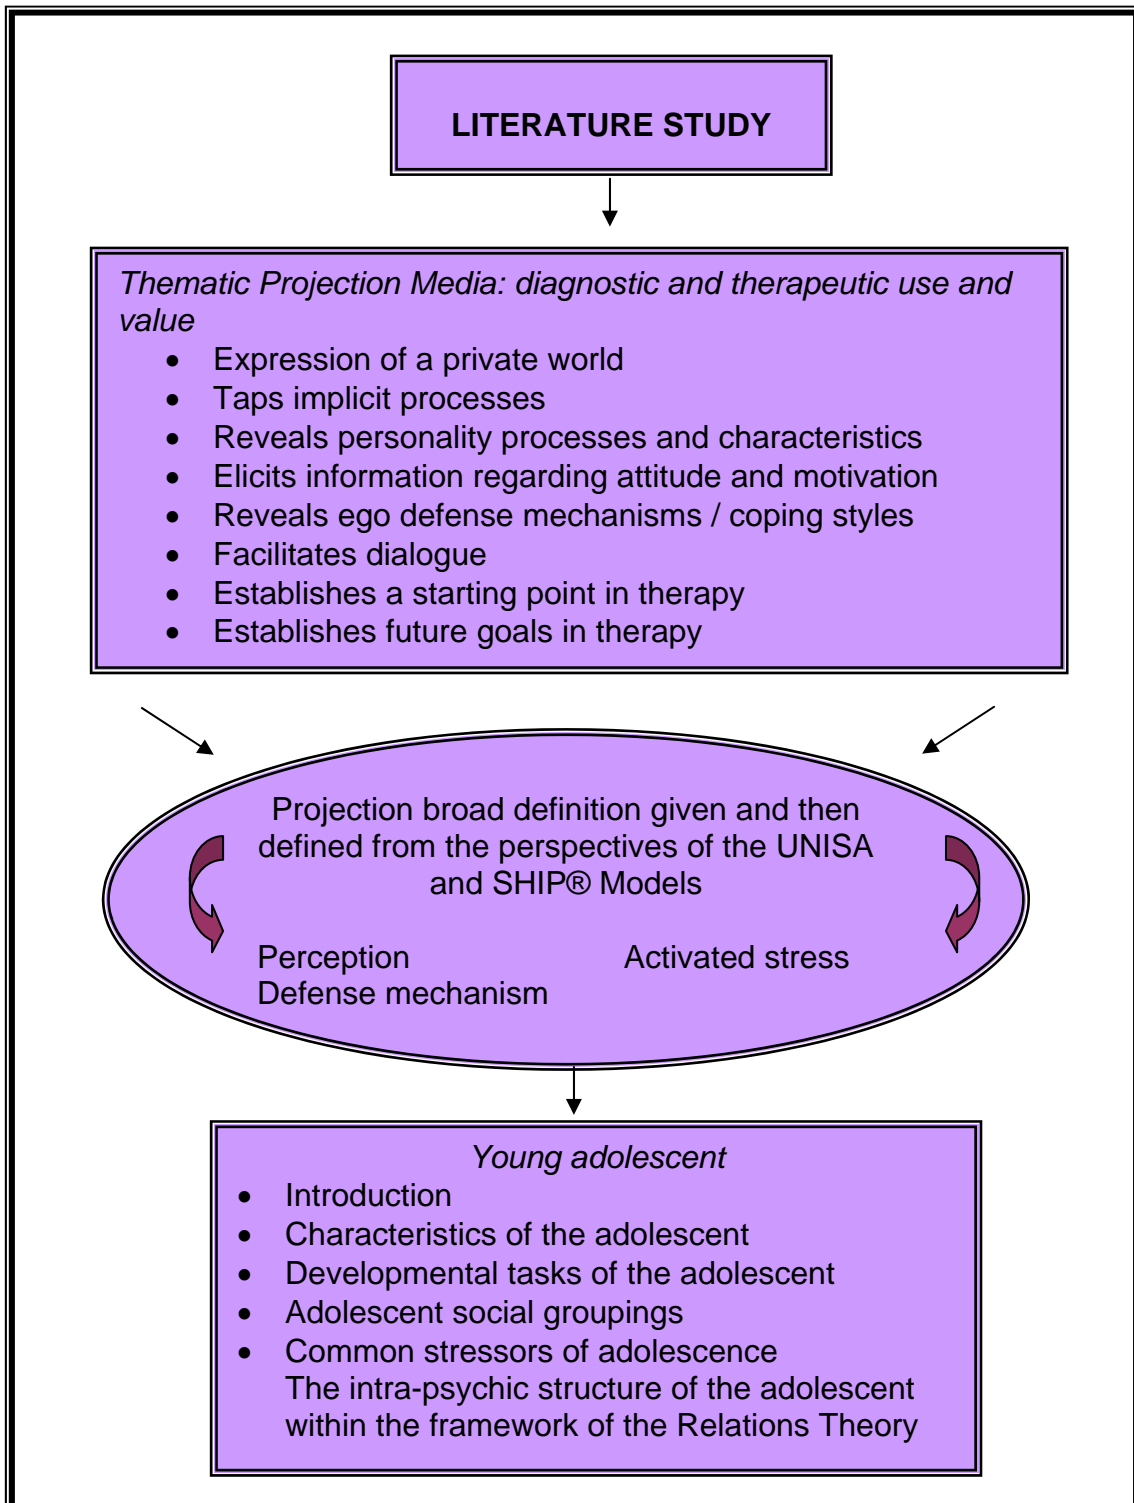 LITERATURE STUDY
Thematic Projection Media: diagnostic and therapeutic use and
value
• Expression of a private world
• Taps implicit processes
• Reveals personality processes and characteristics
• Elicits information regarding attitude and motivation
• Reveals ego defense mechanisms / coping styles
• Facilitates dialogue
• Establishes a starting point in therapy
• Establishes future goals in therapy
Projection broad definition given and then
defined from the perspectives of the UNISA
and SHIP® Models
Perception Activated stress
Defense mechanism
Young adolescent
• Introduction
• Characteristics of the adolescent
• Developmental tasks of the adolescent
• Adolescent social groupings
• Common stressors of adolescence
The intra-psychic structure of the adolescent
within the framework of the Relations Theory